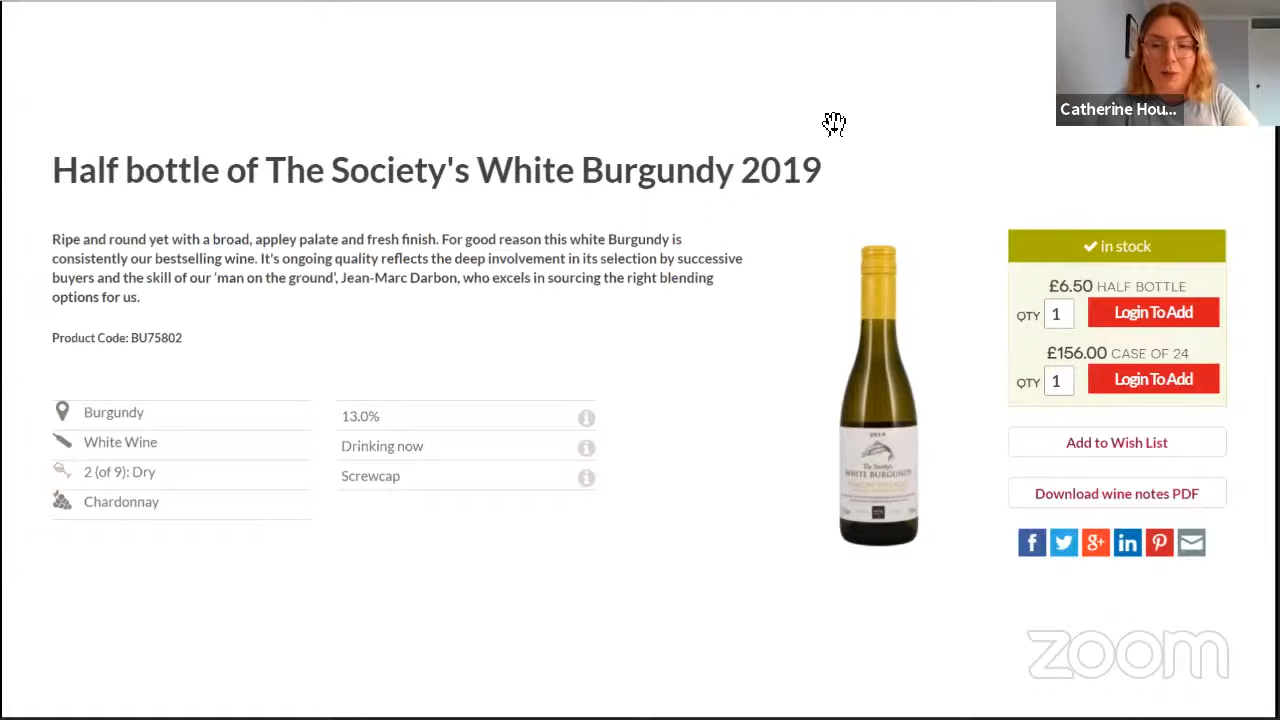 Catherine Hou...
Half bottle of The Society's White Burgundy 2019
Ripe and round yet with a broad, appley palate and fresh finish. For good reason this white Burgundy is
consistently our bestselling wine. It's ongoing quality reflects the deep involvement in its selection by successive
buyers and the skill of our ‘man on the ground’, Jean-Marc Darbon, who excels in sourcing the right blending
options for us.
Product Code: BU75802
Burgundy
White Wine
2 (of 9): Dry
Chardonnay
13.0%
Drinking now
Screwcap
2019
The Society's
WHITE BURGUNDY
in stock
£6.50 HALF BOTTLE
QTY 1 Login To Add
£156.00 CASE OF 24
QTY 1 Login To Add
Add to Wish List
Download wine notes PDF
zoom